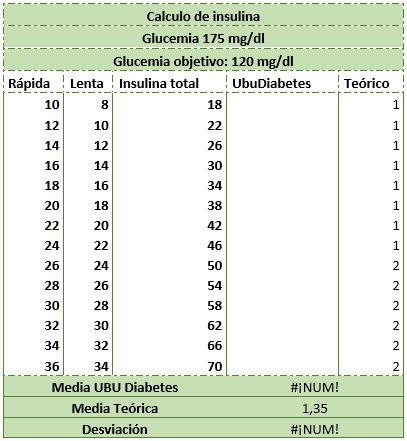 Calculo de insulina
Glucemia 175 mg/dl
Glucemia objetivo: 120 mg/dl
Rápida Lenta Insulina total UbuDiabetes Teórico
10 8 18 1
12 10 22 1
14 12 26 1
16 14 30 1
18 16 34 1
20 18 38 1
22 20 42 1
24 22 46 1
26 24 50 2
28 26 54 2
30 28 58 2
32 30 62 2
34 32 66 2
36 34 70 2
Media UBU Diabetes #¡NUM!
Media Teórica 1,35
Desviación #¡NUM!